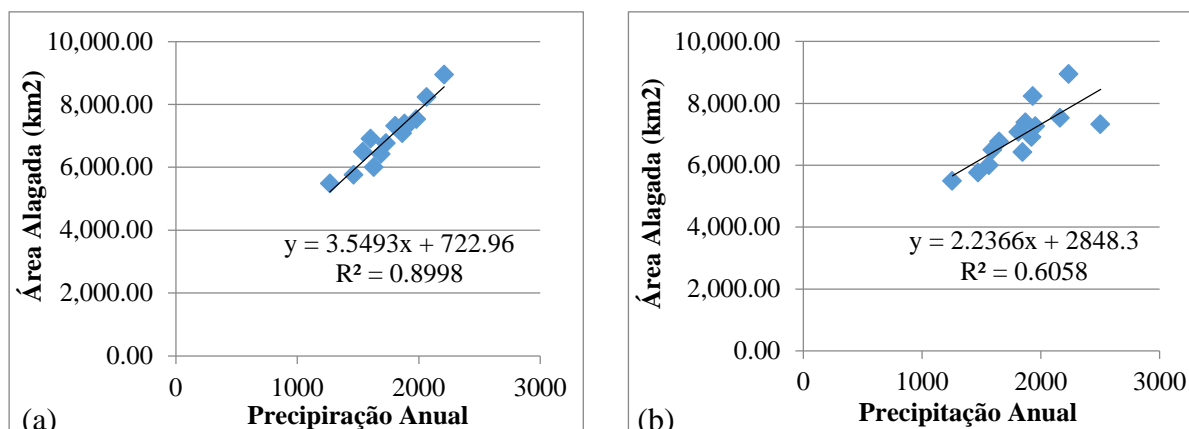 10,000.00
8,000.00
6,000.00
4,000.00
2,000.00
0.00
Área Alagada (km2)
y = 3.5493x + 722.96
R² = 0.8998
0 1000 2000 3000
(a) Precipiração Anual
10,000.00
8,000.00
6,000.00
4,000.00
2,000.00
0.00
Área Alagada (km2)
y = 2.2366x + 2848.3
R² = 0.6058
0 1000 2000 3000
(b) Precipitação Anual